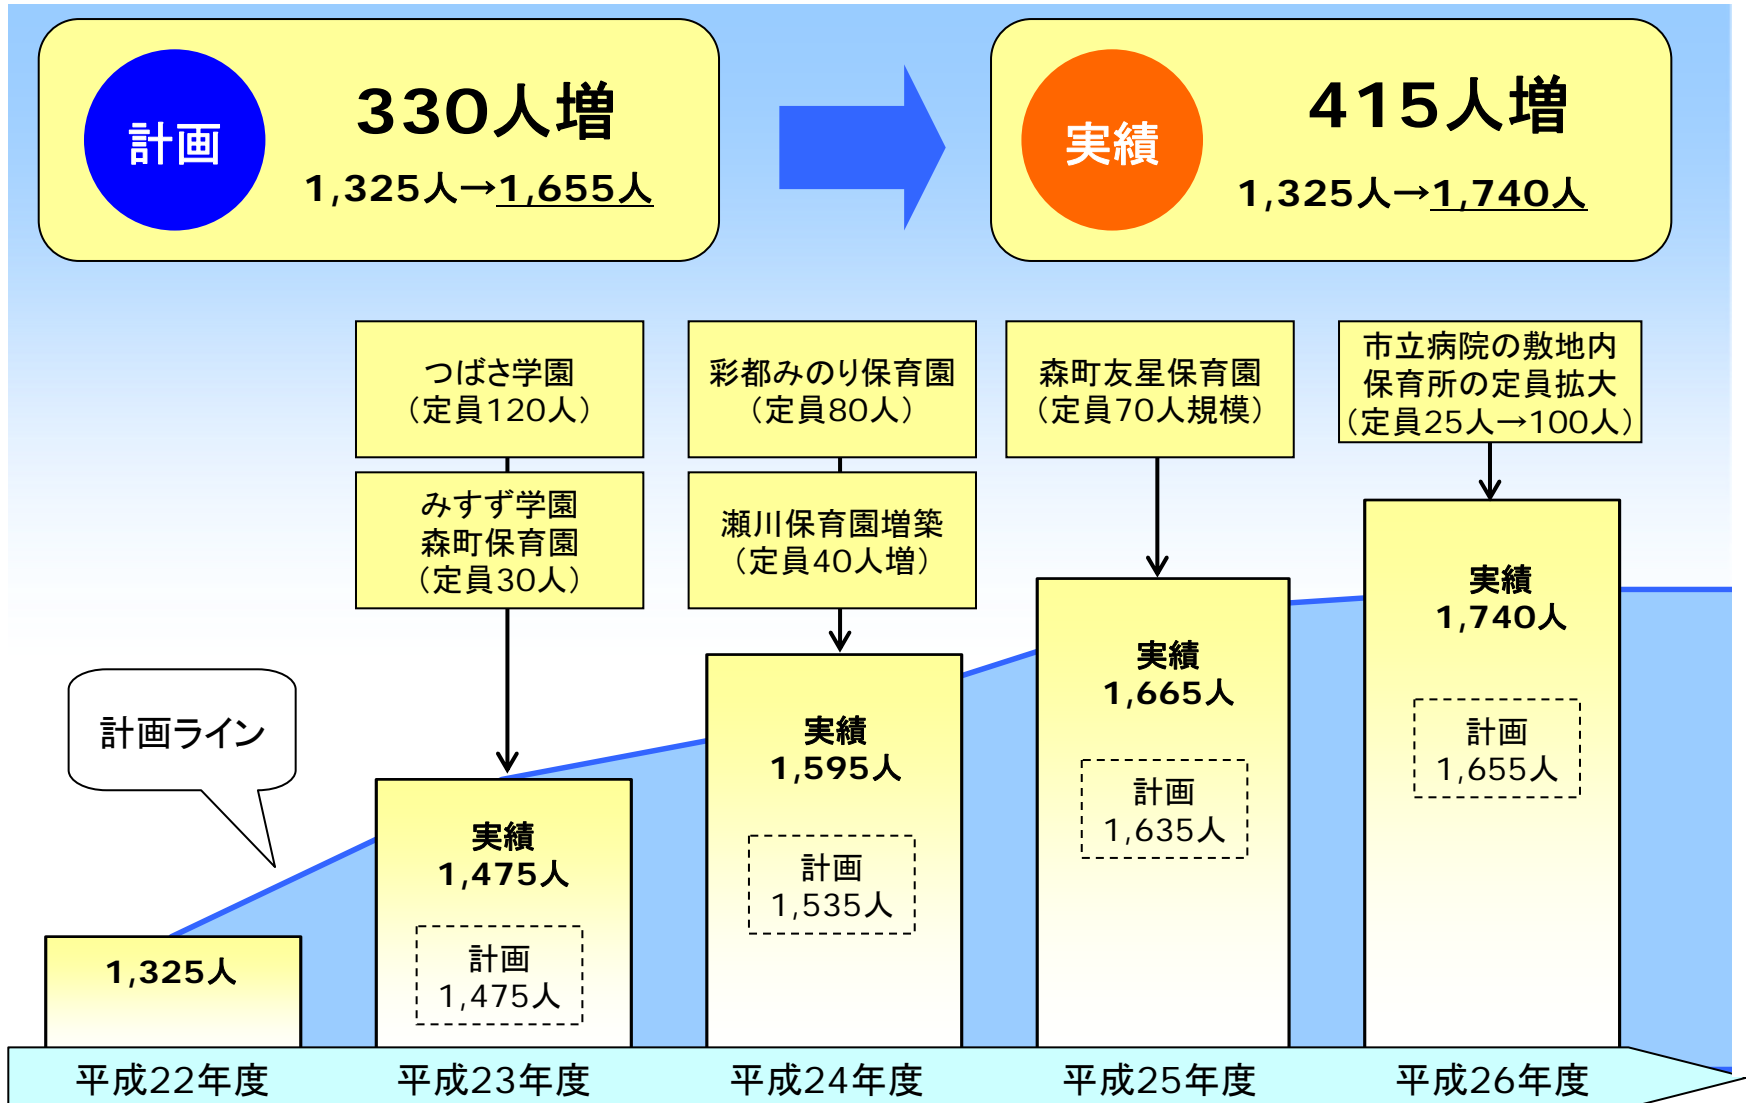 計画
330人増
1,325人→1,655人
実績
415人増
1,325人→1,740人
つばさ学園
（定員120人）
みすず学園
森町保育園
（定員30人）
彩都みのり保育園
（定員80人）
瀬川保育園増築
（定員40人増）
森町友星保育園
（定員70人規模）
市立病院の敷地内
保育所の定員拡大
（定員25人→100人）
計画ライン
1,325人
実績
1,475人
計画
1,475人
実績
1,595人
計画
1,535人
実績
1,665人
計画
1,635人
実績
1,740人
計画
1,655人
平成22年度
平成23年度
平成24年度
平成25年度
平成26年度